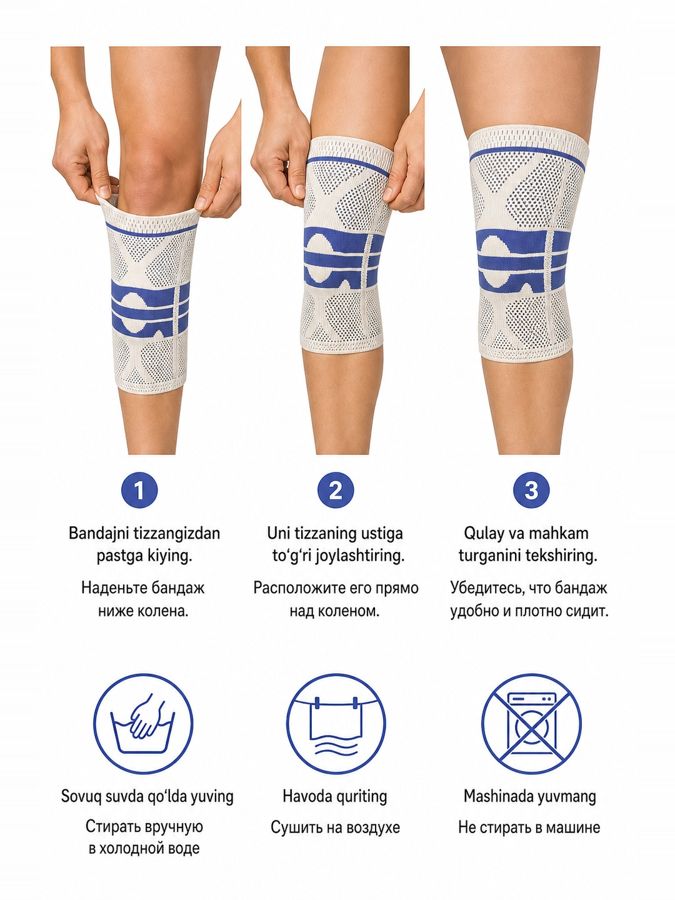 1
2
3
Bandajni tizzangizdan
pastga kiying.
Наденьте бандаж
ниже колена.
Uni tizzaning ustiga
to‘g‘ri joylashtiring.
Расположите его прямо
над коленом.
Qulay va mahkam
turganini tekshiring.
Убедитесь, что бандаж
удобно и плотно сидит.
Sovuq suvda qo‘lda yuving
Стирать вручную
в холодной воде
Havoda quriting
Сушить на воздухе
Mashinada yuvmang
Не стирать в машине